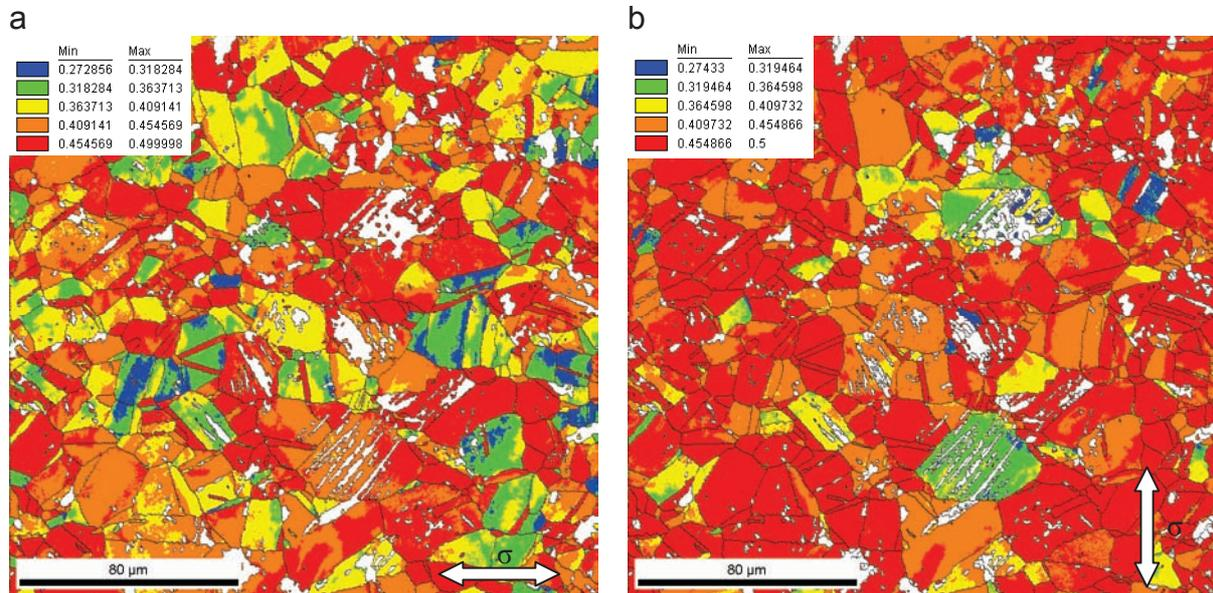 a
Min Max
0.272856 0.318284
0.318284 0.363713
0.363713 0.409141
0.409141 0.454569
0.454569 0.499998
80 µm
σ
b
Min Max
0.27433 0.319464
0.319464 0.364598
0.364598 0.409732
0.409732 0.454866
0.454866 0.5
80 µm
σ